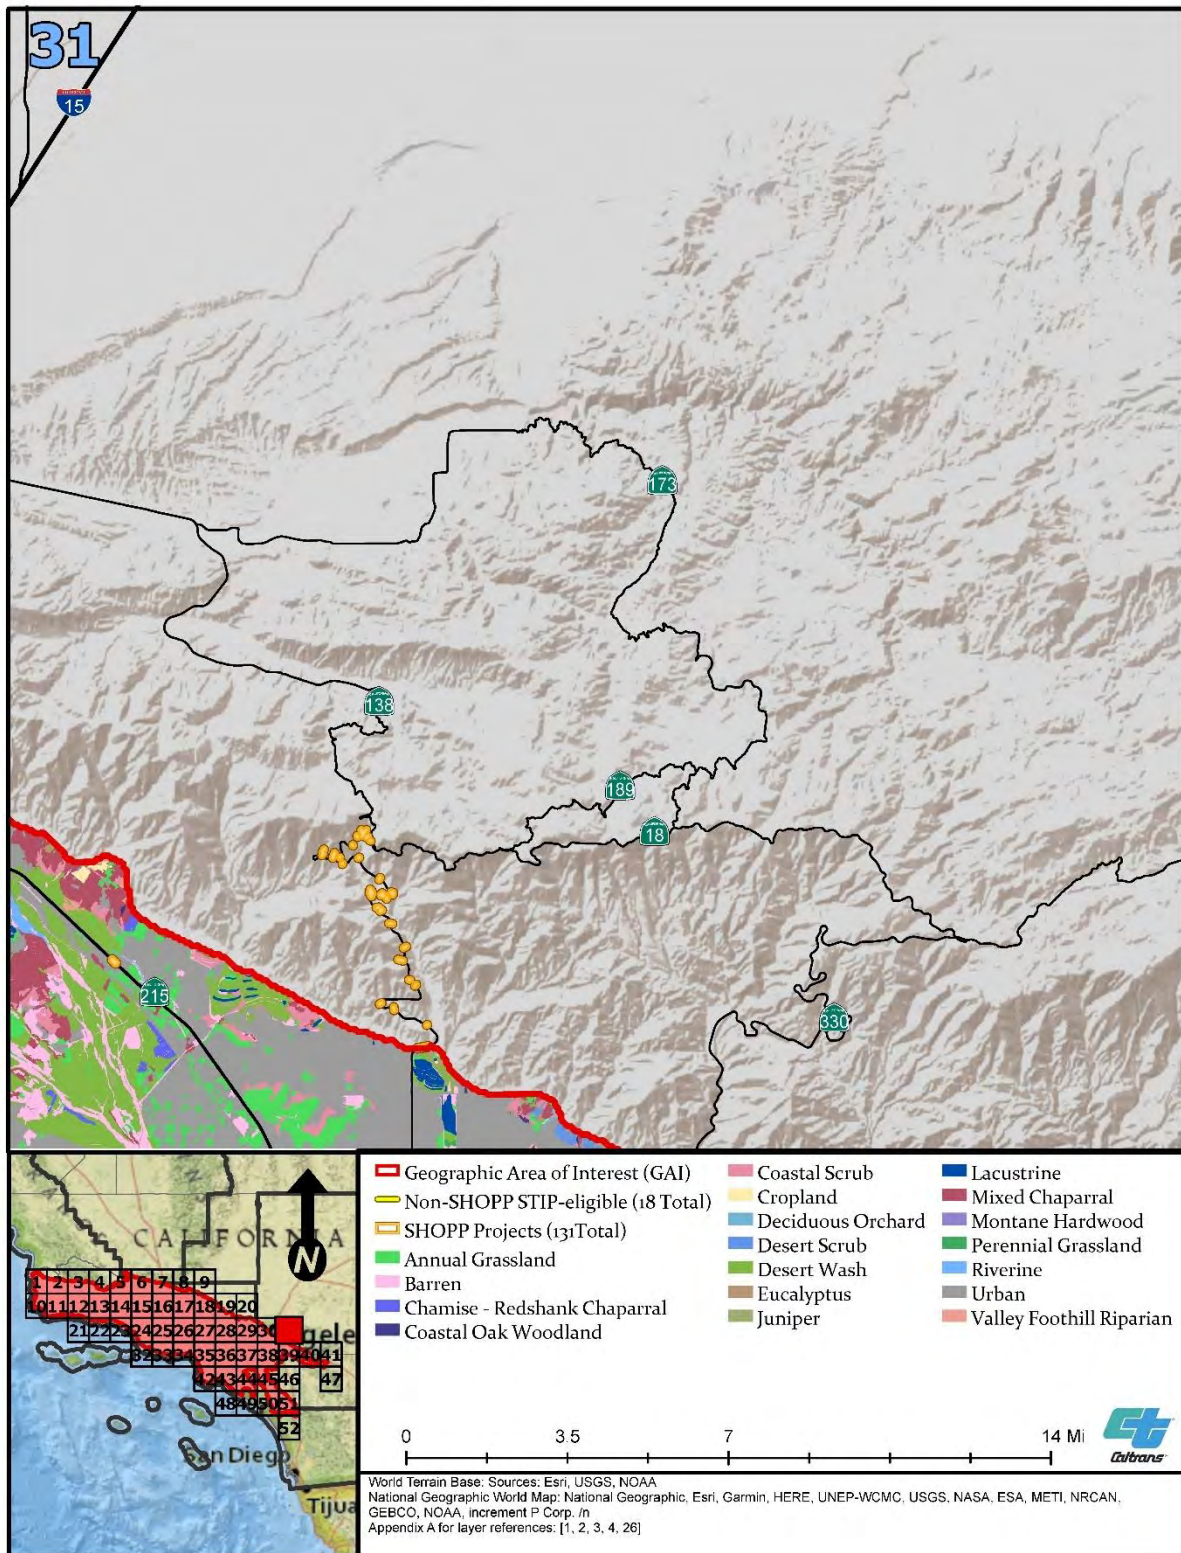 31
15
173
138
189
18
215
330
CALIFORNIA
1 2 3 4 5 6 7 8 9
10 11 12 13 14 15 16 17 18 19 20
21 22 23 24 25 26 27 28 29 30
32 33 34 35 36 37 38 39 40 41
42 43 44 45 46 47
48 49 50 51
52
San Diego
Tijua
N
Geographic Area of Interest (GAI)
Non-SHOPP STIP-eligible (18 Total)
SHOPP Projects (131Total)
Annual Grassland
Barren
Chamise - Redshank Chaparral
Coastal Oak Woodland
Coastal Scrub
Cropland
Deciduous Orchard
Desert Scrub
Desert Wash
Eucalyptus
Juniper
Lacustrine
Mixed Chaparral
Montane Hardwood
Perennial Grassland
Riverine
Urban
Valley Foothill Riparian
0 3.5 7 14 Mi
Caltrans
World Terrain Base: Sources: Esri, USGS, NOAA
National Geographic World Map: National Geographic, Esri, Garmin, HERE, UNEP-WCMC, USGS, NASA, ESA, METI, NRCAN,
GEBCO, NOAA, increment P Corp. /n
Appendix A for layer references: [1, 2, 3, 4, 26]